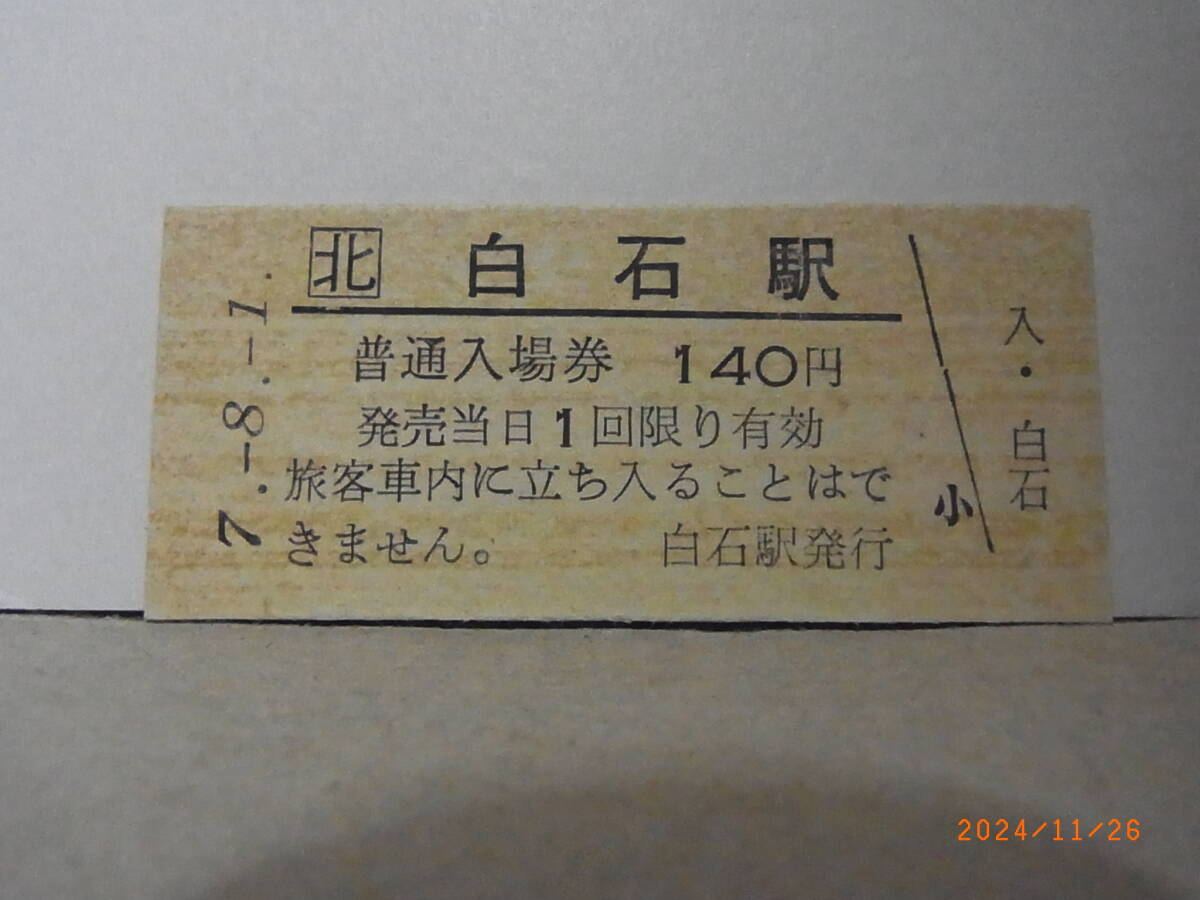 北 白石駅
普通入場券 140円
発売当日1回限り有効
旅客車内に立ち入ることはで
きません。 白石駅発行
7.-8.-1.
小
入・白石
2024/11/26